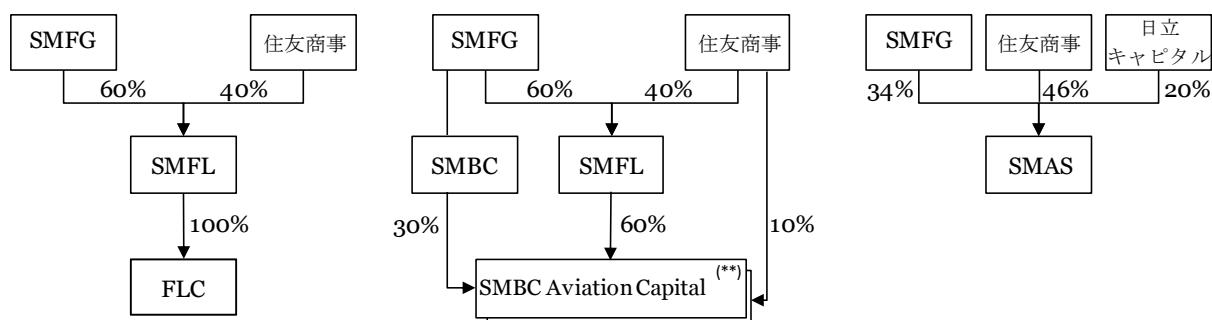 SMFG
住友商事
60%
40%
SMFL
100%
FLC
SMFG
住友商事
60%
40%
SMBC
SMFL
30%
60%
10%
SMBC Aviation Capital (**)
SMFG
住友商事
日立
キャピタル
34%
46%
20%
SMAS